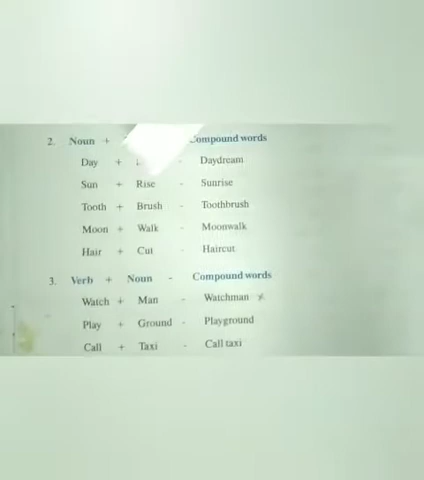 2. Noun + - Compound words
Day + - Daydream
Sun + Rise - Sunrise
Tooth + Brush - Toothbrush
Moon + Walk - Moonwalk
Hair + Cut - Haircut
3. Verb + Noun - Compound words
Watch + Man - Watchman
Play + Ground - Playground
Call + Taxi - Call taxi